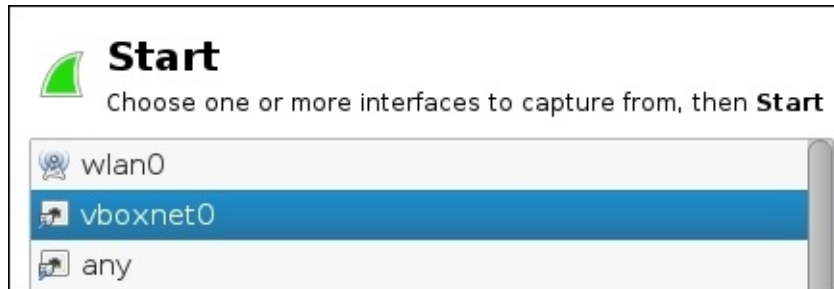 Start
Choose one or more interfaces to capture from, then Start
wlan0
vboxnet0
any